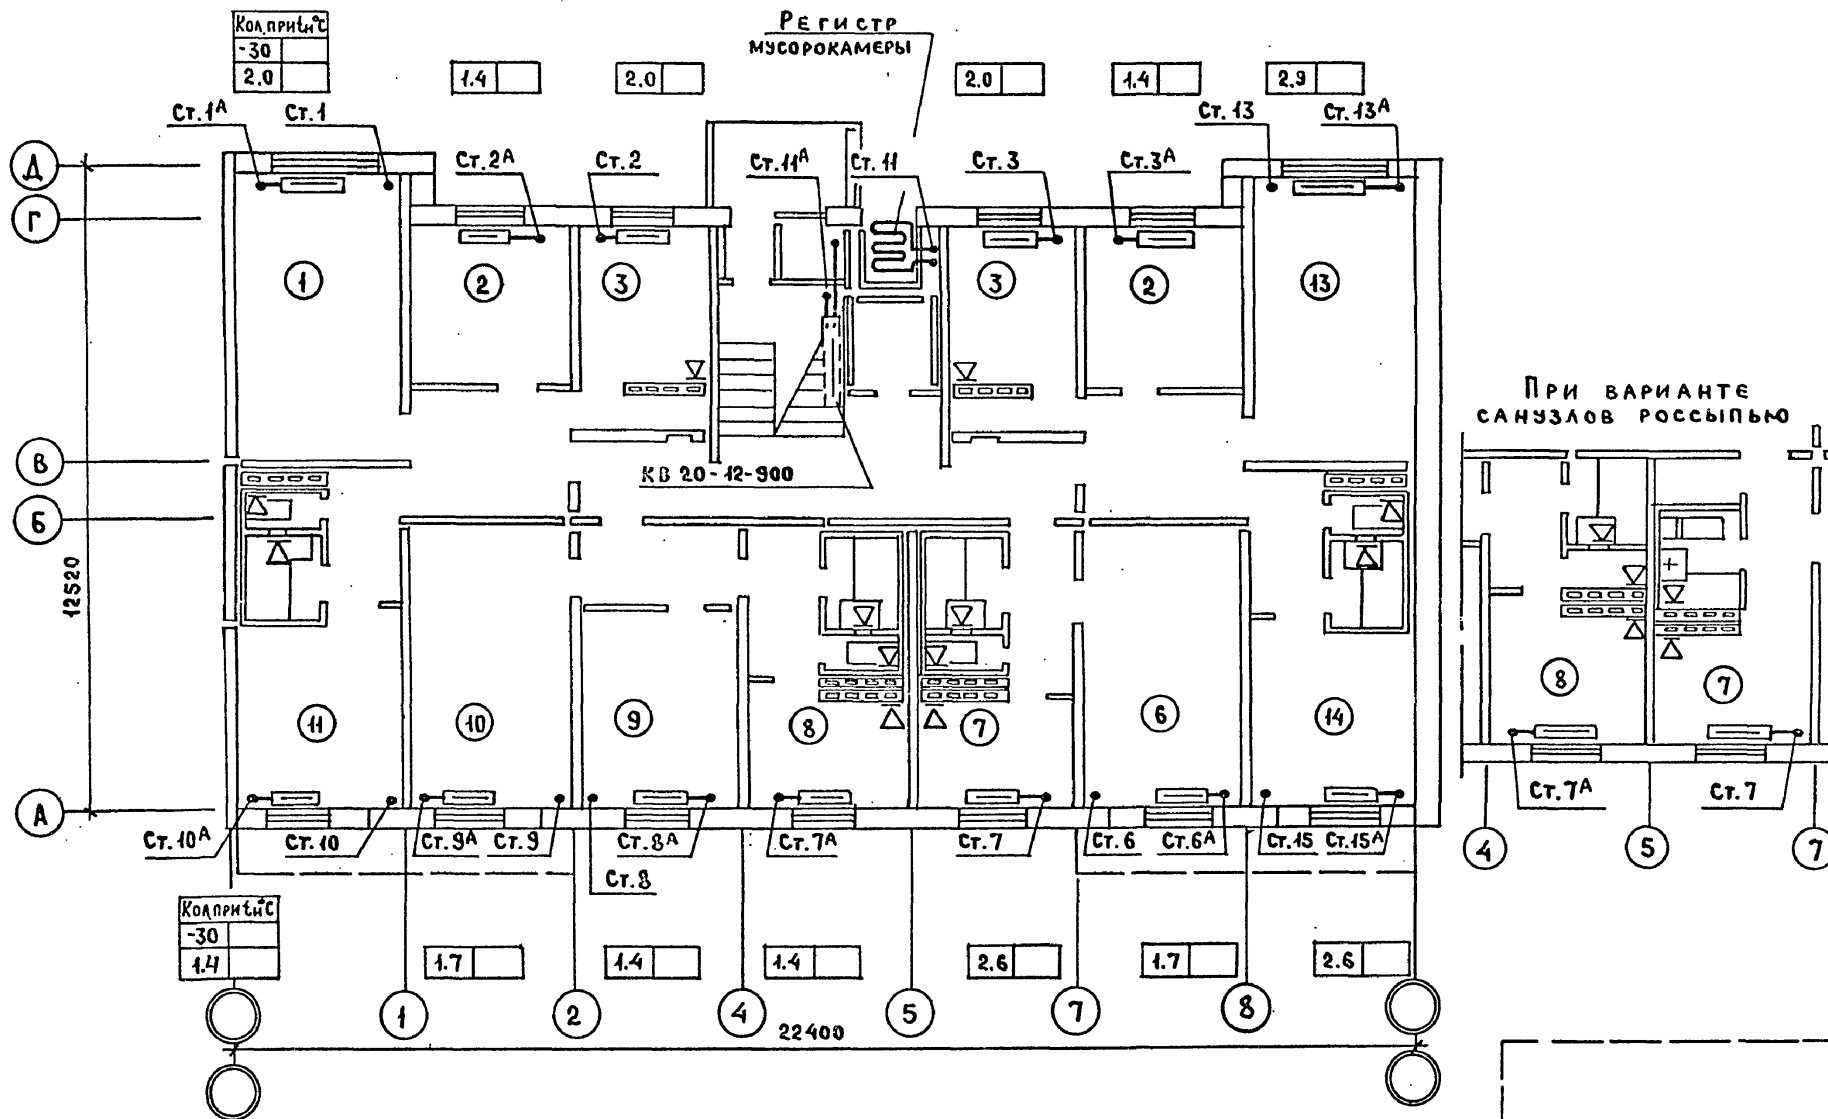 Кол.при tн°С
-30
2.0
1.4
2.0
Регистр
мусорокамеры
2.0
1.4
2.9
Ст.1А
Ст.1
Ст.2А
Ст.2
Ст.11А
Ст.11
Ст.3
Ст.3А
Ст.13
Ст.13А
Д
Г
1
2
3
3
2
13
При варианте
санузлов россыпью
В
КВ 20-12-900
Б
12520
11
10
9
8
7
6
14
8
7
А
Ст.10А
Ст.10
Ст.9А
Ст.9
Ст.8А
Ст.7А
Ст.7
Ст.6
Ст.6А
Ст.15
Ст.15А
Ст.8
Ст.7А
Ст.7
4
5
7
Кол.при tн°С
-30
1.4
1.7
1.4
1.4
2.6
1.7
2.6
1
2
4
5
7
8
22400